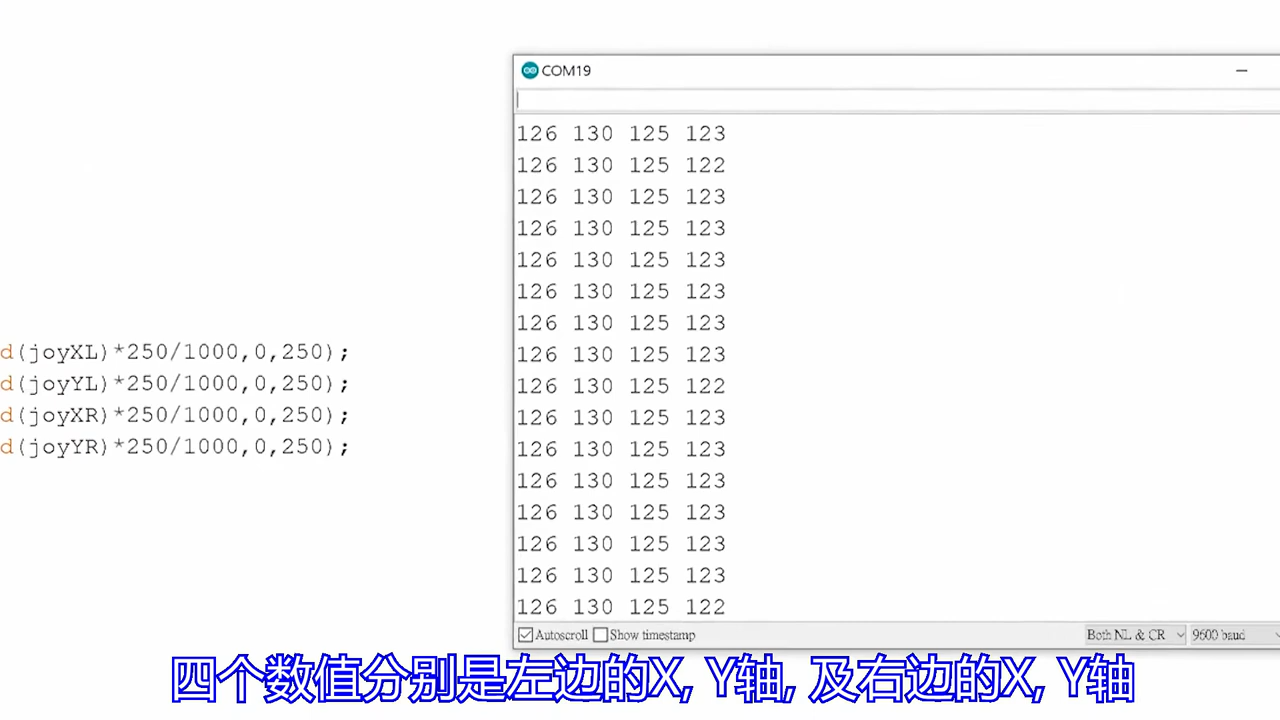 COM19
126 130 125 123
126 130 125 122
126 130 125 123
126 130 125 123
126 130 125 123
126 130 125 123
126 130 125 123
126 130 125 123
126 130 125 122
126 130 125 123
126 130 125 123
126 130 125 123
126 130 125 123
126 130 125 123
126 130 125 123
126 130 125 122
d(joyXL)*250/1000,0,250);
d(joyYL)*250/1000,0,250);
d(joyXR)*250/1000,0,250);
d(joyYR)*250/1000,0,250);
Autoscroll Show timestamp Both NL & CR 9600 baud
四个数值分别是左边的X, Y轴, 及右边的X, Y轴